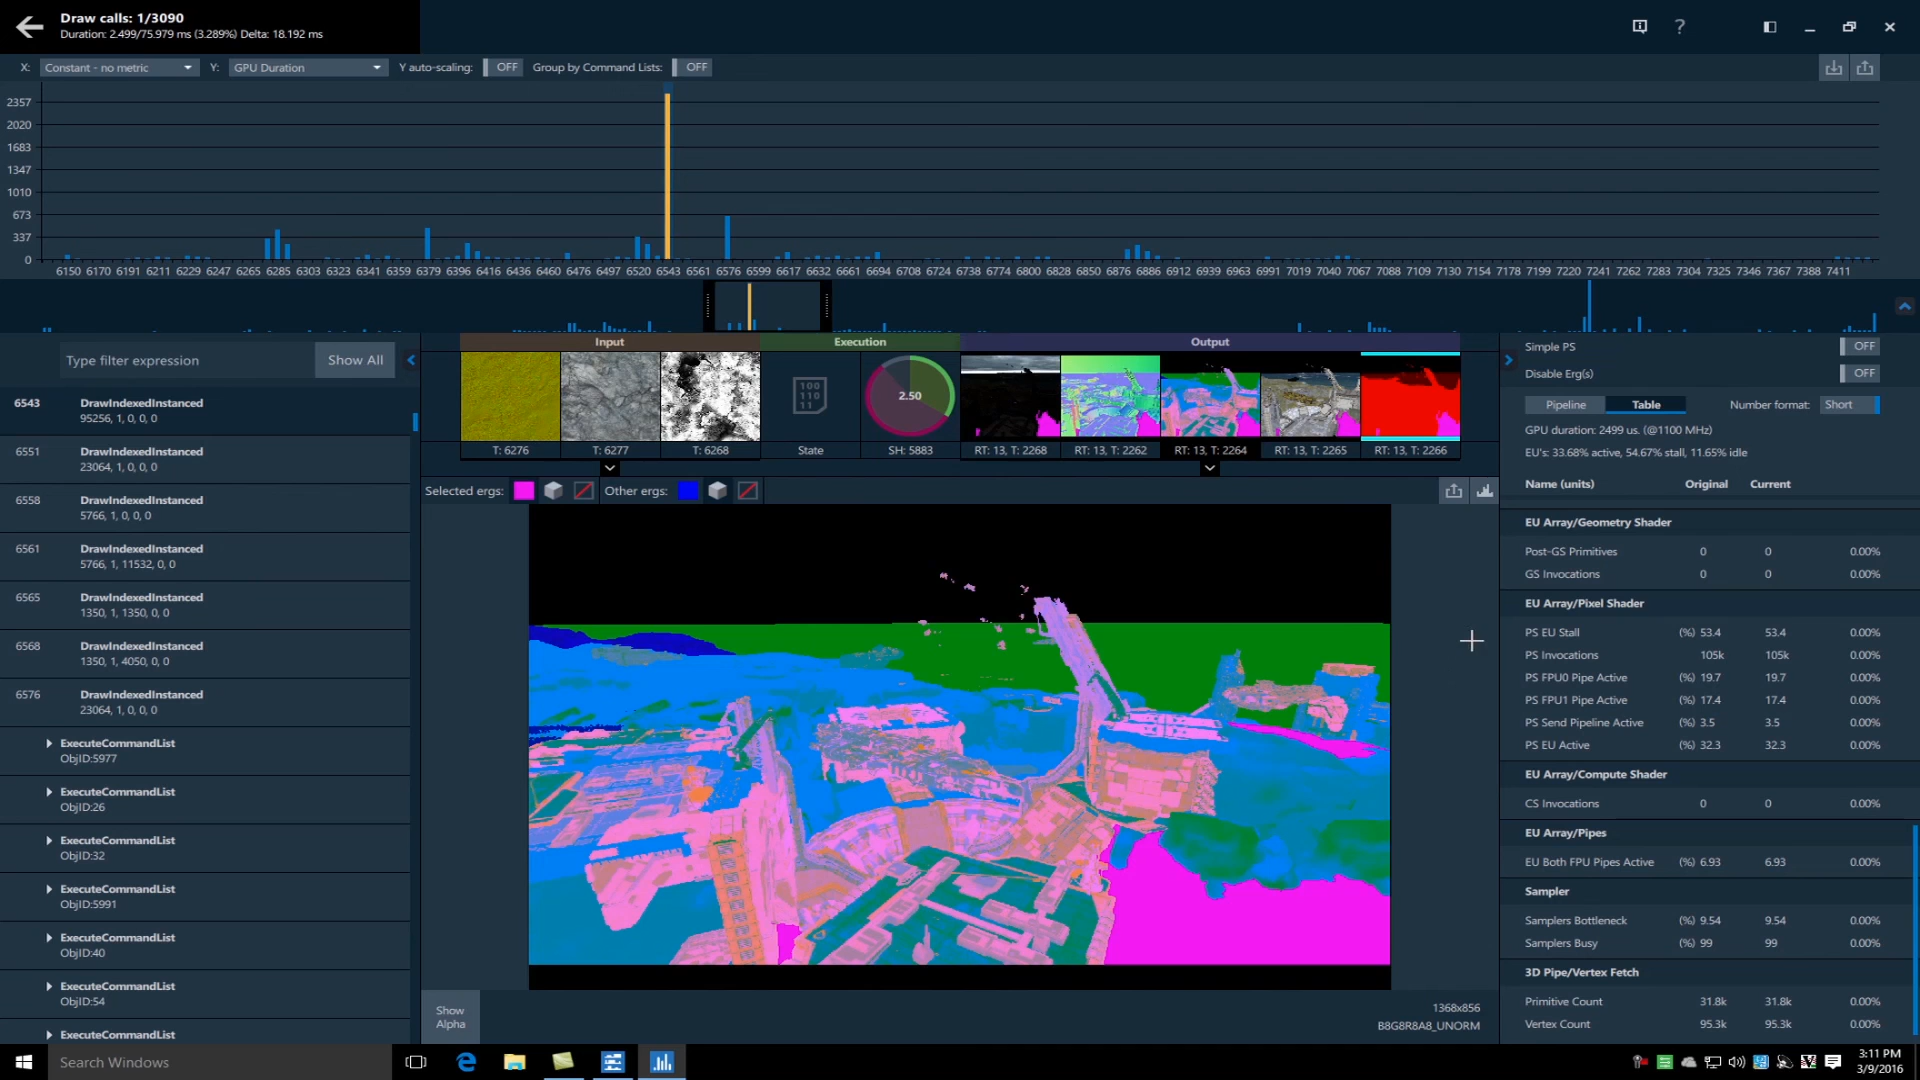 Draw calls: 1/3090
Duration: 2.499/75.979 ms (3.289%) Delta: 18.192 ms
X: Constant - no metric Y: GPU Duration Y auto-scaling: OFF Group by Command Lists: OFF
2357
2020
1683
1347
1010
673
337
0
6150 6170 6191 6211 6229 6247 6265 6285 6303 6323 6341 6359 6379 6396 6416 6436 6460 6476 6497 6520 6543 6561 6576 6599 6617 6632 6661 6694 6708 6724 6738 6774 6800 6828 6850 6876 6886 6912 6939 6963 6991 7019 7040 7067 7088 7109 7130 7154 7178 7199 7220 7241 7262 7283 7304 7325 7346 7367 7388 7411
Type filter expression Show All
6543 DrawIndexedInstanced
95256, 1, 0, 0, 0
6551 DrawIndexedInstanced
23064, 1, 0, 0, 0
6558 DrawIndexedInstanced
5766, 1, 0, 0, 0
6561 DrawIndexedInstanced
5766, 1, 11532, 0, 0
6565 DrawIndexedInstanced
1350, 1, 1350, 0, 0
6568 DrawIndexedInstanced
1350, 1, 4050, 0, 0
6576 DrawIndexedInstanced
23064, 1, 0, 0, 0
ExecuteCommandList
ObjID:5977
ExecuteCommandList
ObjID:26
ExecuteCommandList
ObjID:32
ExecuteCommandList
ObjID:5991
ExecuteCommandList
ObjID:40
ExecuteCommandList
ObjID:54
ExecuteCommandList
Input Execution Output
100
110
11
2.50
T: 6276 T: 6277 T: 6268 State SH: 5883 RT: 13, T: 2268 RT: 13, T: 2262 RT: 13, T: 2264 RT: 13, T: 2265 RT: 13, T: 2266
Selected ergs: Other ergs:
Show
Alpha
1368x856
B8G8R8A8_UNORM
Simple PS OFF
Disable Erg(s) OFF
Pipeline Table Number format: Short
GPU duration: 2499 us. (@1100 MHz)
EU's: 33.68% active, 54.67% stall, 11.65% idle
Name (units) Original Current
EU Array/Geometry Shader
Post-GS Primitives 0 0 0.00%
GS Invocations 0 0 0.00%
EU Array/Pixel Shader
PS EU Stall (%) 53.4 53.4 0.00%
PS Invocations 105k 105k 0.00%
PS FPU0 Pipe Active (%) 19.7 19.7 0.00%
PS FPU1 Pipe Active (%) 17.4 17.4 0.00%
PS Send Pipeline Active (%) 3.5 3.5 0.00%
PS EU Active (%) 32.3 32.3 0.00%
EU Array/Compute Shader
CS Invocations 0 0 0.00%
EU Array/Pipes
EU Both FPU Pipes Active (%) 6.93 6.93 0.00%
Sampler
Samplers Bottleneck (%) 9.54 9.54 0.00%
Samplers Busy (%) 99 99 0.00%
3D Pipe/Vertex Fetch
Primitive Count 31.8k 31.8k 0.00%
Vertex Count 95.3k 95.3k 0.00%
Search Windows
3:11 PM
3/9/2016